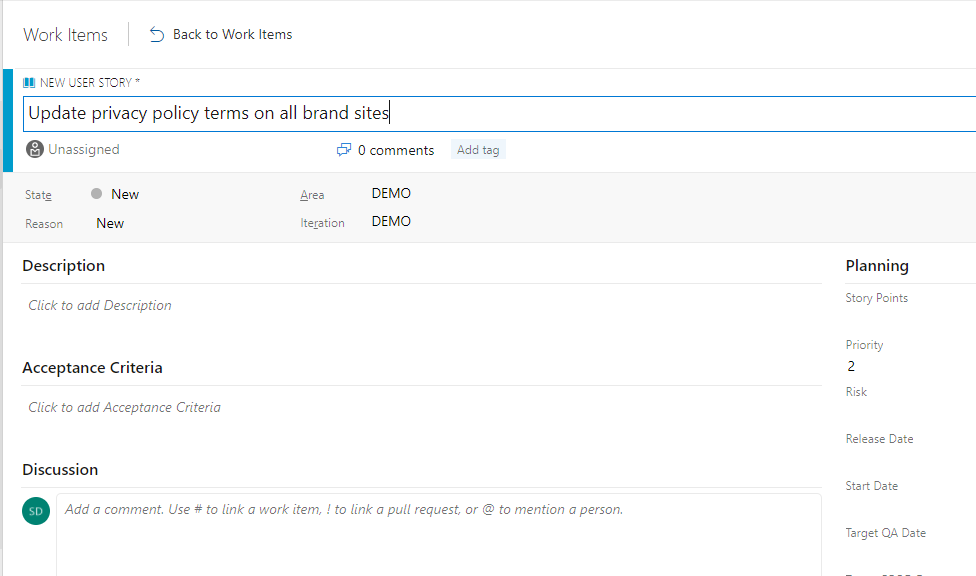 Work Items
Back to Work Items
NEW USER STORY *
Update privacy policy terms on all brand sites
Unassigned
0 comments
Add tag
State
New
Area
DEMO
Reason
New
Iteration
DEMO
Description
Click to add Description
Acceptance Criteria
Click to add Acceptance Criteria
Discussion
SD
Add a comment. Use # to link a work item, ! to link a pull request, or @ to mention a person.
Planning
Story Points
Priority
2
Risk
Release Date
Start Date
Target QA Date